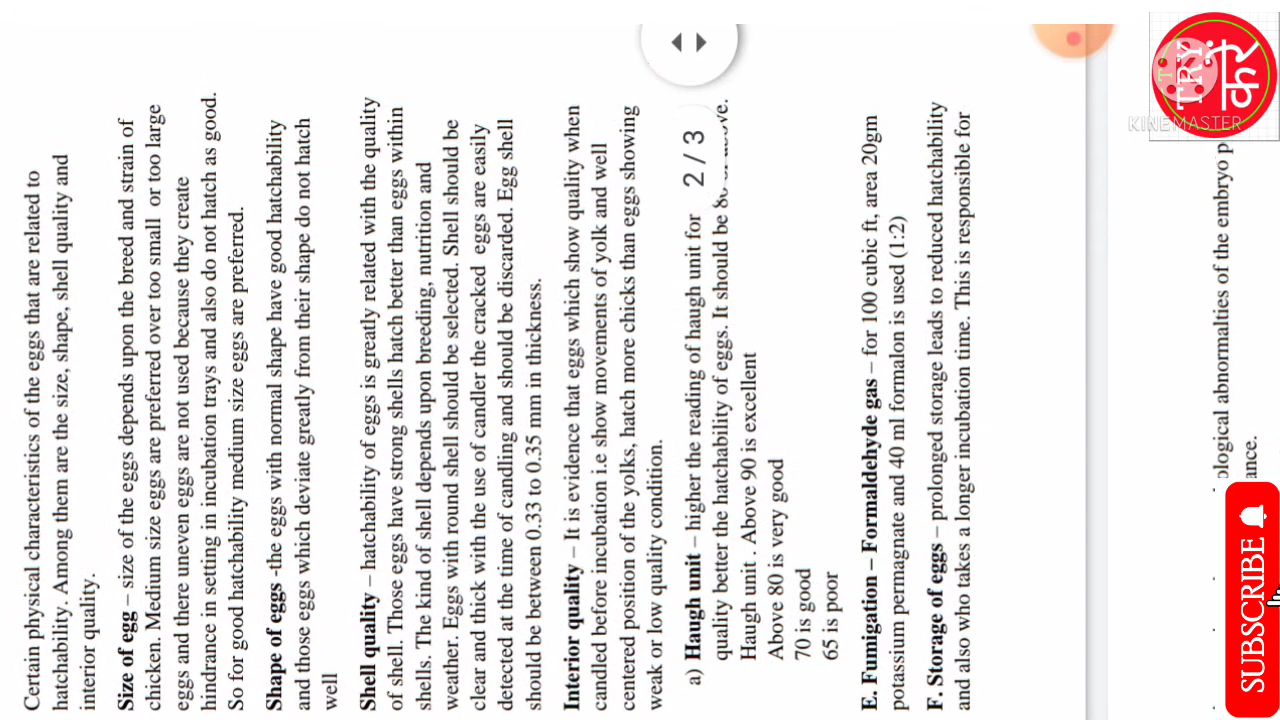 Certain physical characteristics of the eggs that are related to
hatchability. Among them are the size, shape, shell quality and
interior quality.
Size of egg – size of the eggs depends upon the breed and strain of
chicken. Medium size eggs are preferred over too small or too large
eggs and there uneven eggs are not used because they create
hindrance in setting in incubation trays and also do not hatch as good.
So for good hatchability medium size eggs are preferred.
Shape of eggs -the eggs with normal shape have good hatchability
and those eggs which deviate greatly from their shape do not hatch
well
Shell quality – hatchability of eggs is greatly related with the quality
of shell. Those eggs have strong shells hatch better than eggs within
shells. The kind of shell depends upon breeding, nutrition and
weather. Eggs with round shell should be selected. Shell should be
clear and thick with the use of candler the cracked eggs are easily
detected at the time of candling and should be discarded. Egg shell
should be between 0.33 to 0.35 mm in thickness.
Interior quality – It is evidence that eggs which show quality when
candled before incubation i.e show movements of yolk and well
centered position of the yolks, hatch more chicks than eggs showing
weak or low quality condition.
a) Haugh unit – higher the reading of haugh unit for
quality better the hatchability of eggs. It should be
Haugh unit . Above 90 is excellent
Above 80 is very good
70 is good
65 is poor
2 / 3
E. Fumigation – Formaldehyde gas – for 100 cubic ft, area 20gm
potassium permagnate and 40 ml formalon is used (1:2)
F. Storage of eggs – prolonged storage leads to reduced hatchability
and also who takes a longer incubation time. This is responsible for
abnormalties of the embryo
TRY
करे
KINEMASTER
SUBSCRIBE